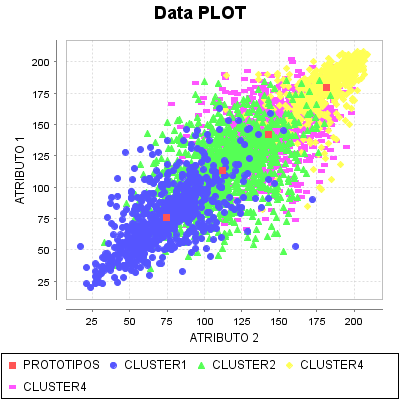 Data PLOT
ATRIBUTO 1
200
175
150
125
100
75
50
25
25 50 75 100 125 150 175 200
ATRIBUTO 2
PROTOTIPOS CLUSTER1 CLUSTER2 CLUSTER4
CLUSTER4